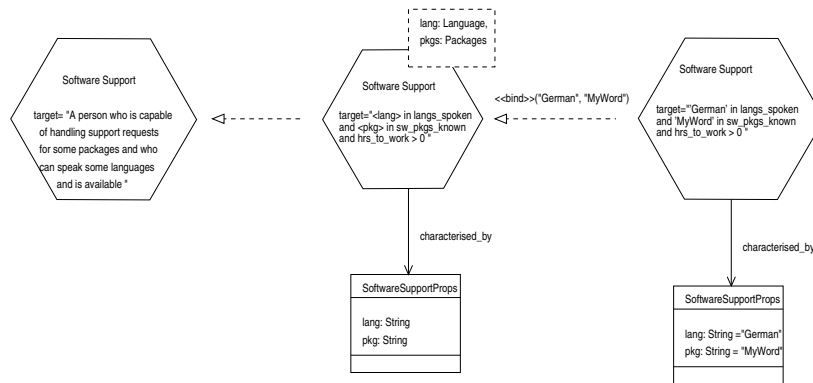 lang: Language,
pkgs: Packages
Software Support
target= "A person who is capable
of handling support requests
for some packages and who
can speak some languages
and is available "
Software Support
target="<lang> in langs_spoken
and <pkg> in sw_pkgs_known
and hrs_to_work > 0 "
<<bind>>("German", "MyWord")
Software Support
target="'German' in langs_spoken
and 'MyWord' in sw_pkgs_known
and hrs_to_work > 0 "
characterised_by
characterised_by
SoftwareSupportProps
lang: String
pkg: String
SoftwareSupportProps
lang: String ="German"
pkg: String = "MyWord"